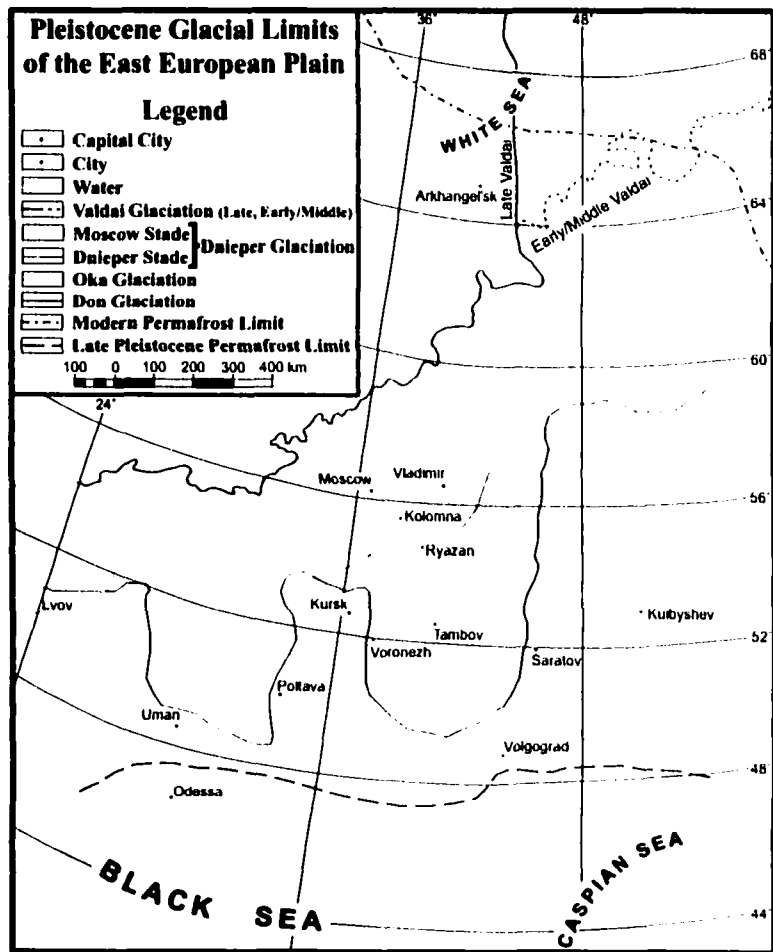 Pleistocene Glacial Limits
of the East European Plain
Legend
Capital City
City
Water
Valdai Glaciation (Late, Early/Middle)
Moscow Stade
Dnieper Stade
Dnieper Glaciation
Oka Glaciation
Don Glaciation
Modern Permafrost Limit
Late Pleistocene Permafrost Limit
100 0 100 200 300 400 km
36°
48°
68°
WHITE SEA
Late Valdai
Arkhangel'sk
Early/Middle Valdai
64°
60°
24°
Moscow
Vladimir
56°
Kolomna
Ryazan
Lvov
Kursk
Tambov
Kuibyshev
52°
Voronezh
Saratov
Poltava
Uman
Volgograd
48°
Odessa
BLACK SEA
CASPIAN SEA
44°